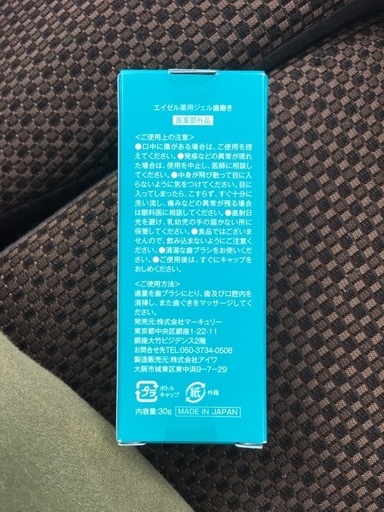 エイゼル薬用ジェル歯磨き
医薬部外品
<ご使用上の注意>
●口中に傷がある場合は、ご使用を控
えてください。●発疹などの異常が現れ
た場合は、使用を中止し、医師に相談し
てください。●中身が飛び散って目に入
らないように気をつけてください。目に入
ってしまったら、こすらず、すぐ十分に
洗い流し、痛みなどの異常が残る場合
は眼科医に相談してください。●直射日
光を避け、乳幼児の手の届かない所に
保管してください。●食品ではございま
せんので、飲み込まないようにご注意くだ
さい。●清潔な歯ブラシをお使いくださ
い。●ご使用後は、すぐにキャップをお
しめください。
<ご使用方法>
適量を歯ブラシにとり、歯及び口腔内を
清掃し、また歯ぐきをマッサージしてくだ
さい。
発売元:株式会社マーキュリー
東京都中央区銀座1-22-11
銀座大竹ビジデンス2階
お問合せ先TEL:050-3734-0508
製造販売元:株式会社アイワ
大阪市城東区東中浜9-7-29
プラ
ボトル
キャップ
紙
外箱
内容量:30g
MADE IN JAPAN